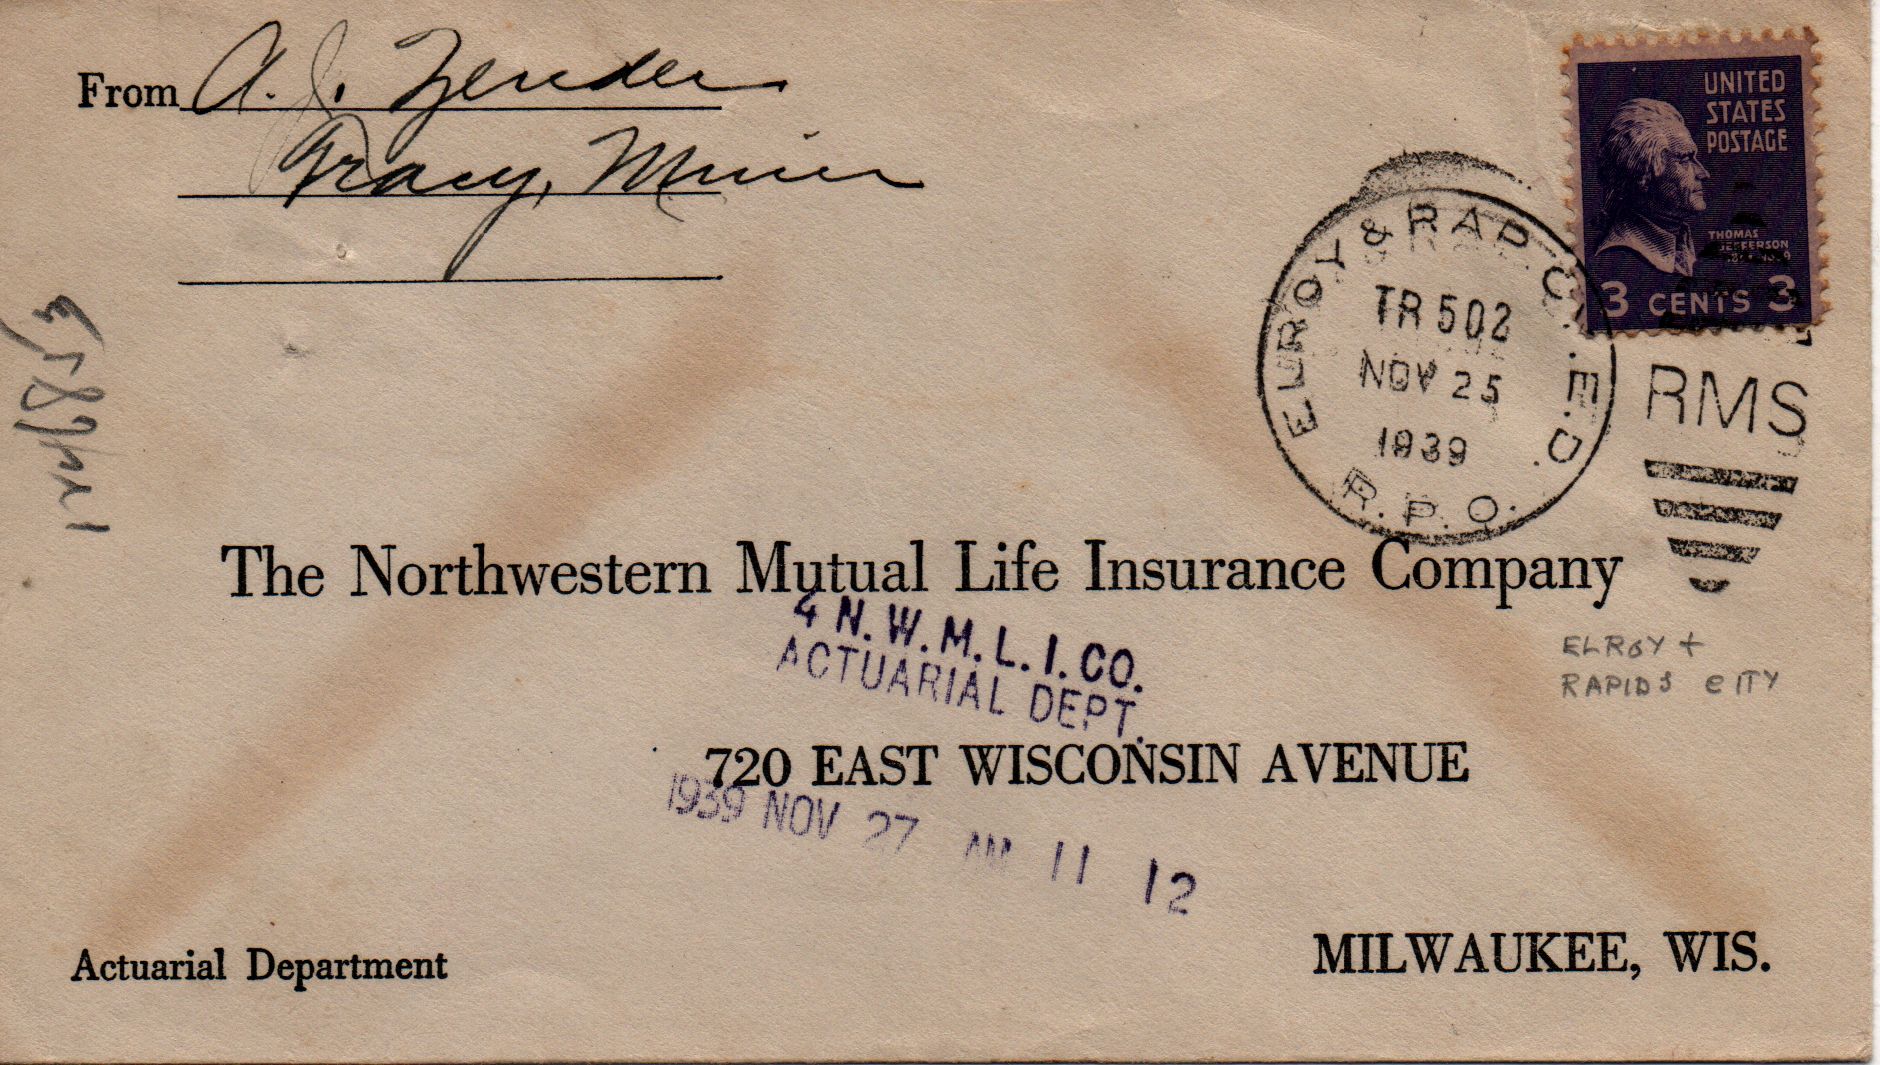 From A. J. Zender
Tracy, Minn
UNITED
STATES
POSTAGE
THOMAS
JEFFERSON
3 CENTS 3
ELROY & RAP. C. E.D.
TR 502
NOV 25
1939
R.P.O.
RMS
The Northwestern Mutual Life Insurance Company
4 N.W.M.L.I.CO.
ACTUARIAL DEPT.
ELROY +
RAPIDS CITY
720 EAST WISCONSIN AVENUE
1939 NOV 27 AM 11 12
Actuarial Department
MILWAUKEE, WIS.